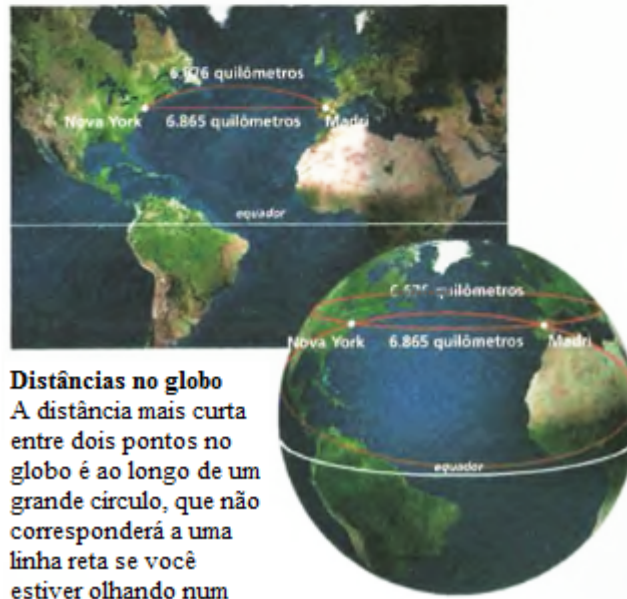 quilômetros
Nova York 6.865 quilômetros Madri
equador
quilômetros
Nova York 6.865 quilômetros Madri
equador
Distâncias no globo
A distância mais curta
entre dois pontos no
globo é ao longo de um
grande círculo, que não
corresponderá a uma
linha reta se você
estiver olhando num